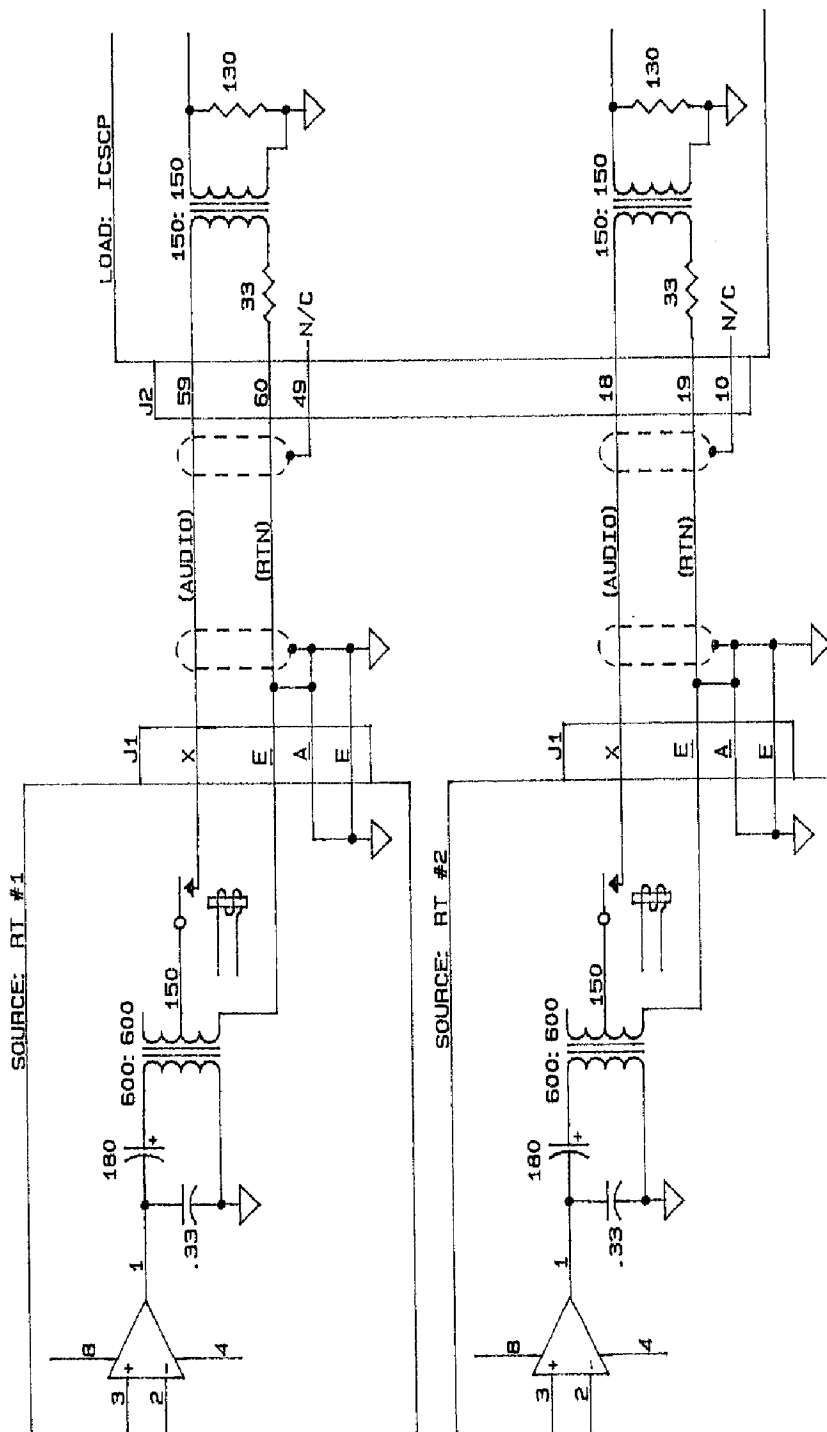 SOURCE: RT #1
3
2
+
-
8
4
1
.33
180
+
600:600
150
J1
X
E
A
E
(AUDIO)
(RTN)
LOAD: ICSCP
J2
59
60
49
N/C
33
150:150
130
SOURCE: RT #2
3
2
+
-
8
4
1
.33
180
+
600:600
150
J1
X
E
A
E
(AUDIO)
(RTN)
18
19
10
N/C
33
150:150
130